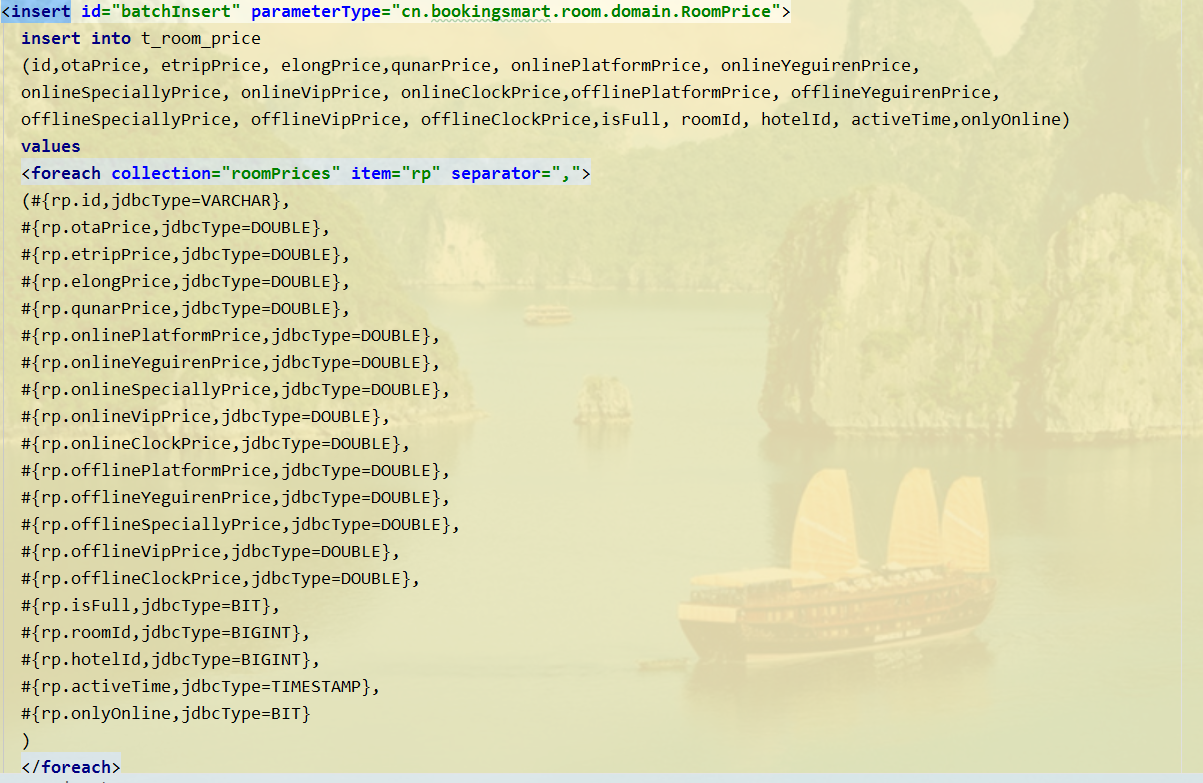 <insert id="batchInsert" parameterType="cn.bookingsmart.room.domain.RoomPrice">
insert into t_room_price
(id,otaPrice, etripPrice, elongPrice,qunarPrice, onlinePlatformPrice, onlineYeguirenPrice,
onlineSpeciallyPrice, onlineVipPrice, onlineClockPrice,offlinePlatformPrice, offlineYeguirenPrice,
offlineSpeciallyPrice, offlineVipPrice, offlineClockPrice,isFull, roomId, hotelId, activeTime,onlyOnline)
values
<foreach collection="roomPrices" item="rp" separator=",">
(#{rp.id,jdbcType=VARCHAR},
#{rp.otaPrice,jdbcType=DOUBLE},
#{rp.etripPrice,jdbcType=DOUBLE},
#{rp.elongPrice,jdbcType=DOUBLE},
#{rp.qunarPrice,jdbcType=DOUBLE},
#{rp.onlinePlatformPrice,jdbcType=DOUBLE},
#{rp.onlineYeguirenPrice,jdbcType=DOUBLE},
#{rp.onlineSpeciallyPrice,jdbcType=DOUBLE},
#{rp.onlineVipPrice,jdbcType=DOUBLE},
#{rp.onlineClockPrice,jdbcType=DOUBLE},
#{rp.offlinePlatformPrice,jdbcType=DOUBLE},
#{rp.offlineYeguirenPrice,jdbcType=DOUBLE},
#{rp.offlineSpeciallyPrice,jdbcType=DOUBLE},
#{rp.offlineVipPrice,jdbcType=DOUBLE},
#{rp.offlineClockPrice,jdbcType=DOUBLE},
#{rp.isFull,jdbcType=BIT},
#{rp.roomId,jdbcType=BIGINT},
#{rp.hotelId,jdbcType=BIGINT},
#{rp.activeTime,jdbcType=TIMESTAMP},
#{rp.onlyOnline,jdbcType=BIT}
)
</foreach>